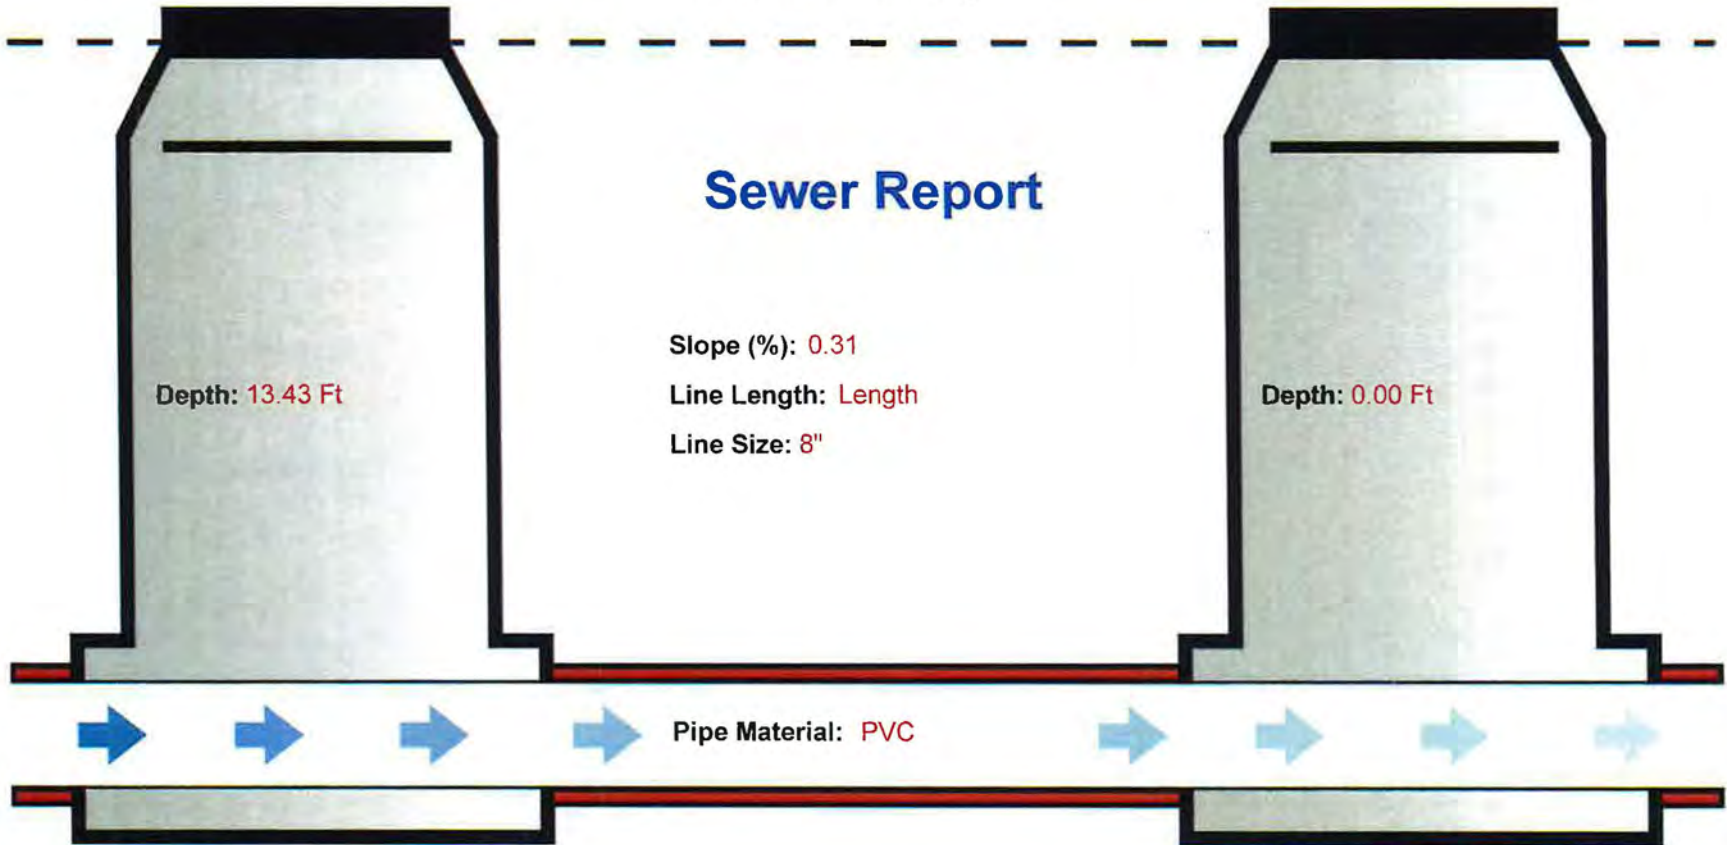 Sewer Report
Slope (%): 0.31
Depth: 13.43 Ft
Line Length: Length
Depth: 0.00 Ft
Line Size: 8"
Pipe Material: PVC